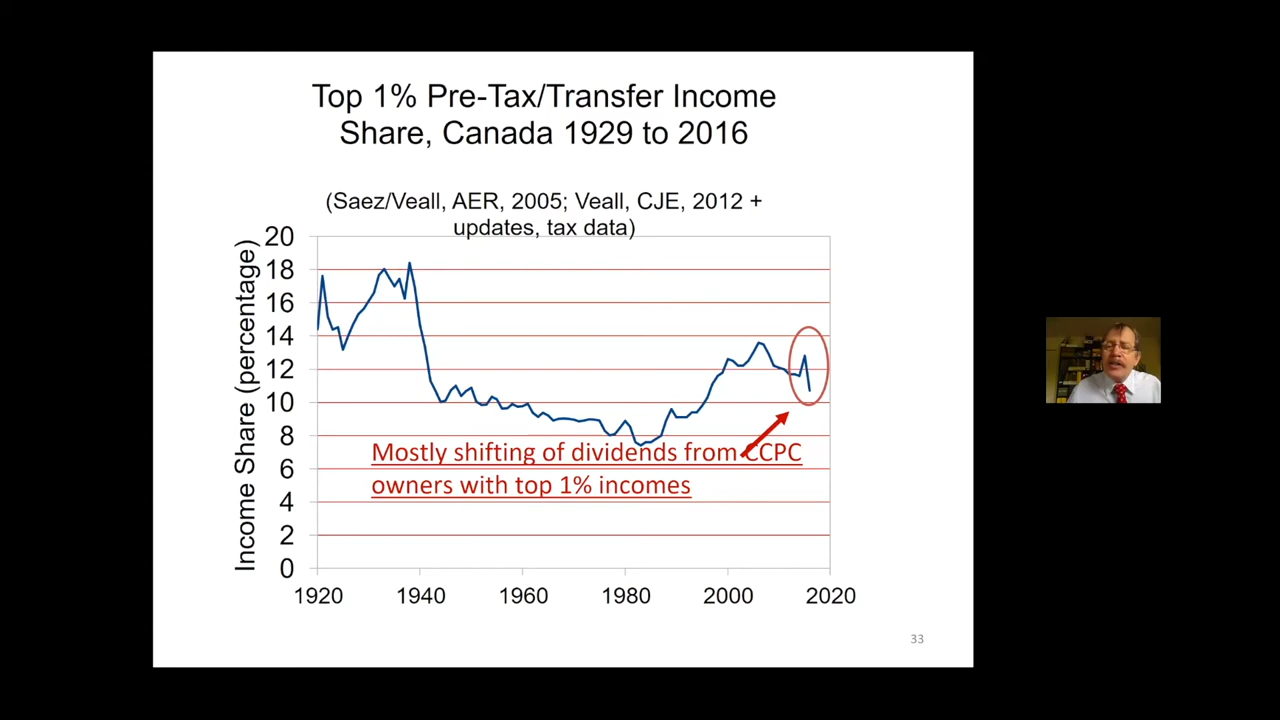 Top 1% Pre-Tax/Transfer Income
Share, Canada 1929 to 2016
(Saez/Veall, AER, 2005; Veall, CJE, 2012 +
updates, tax data)
Income Share (percentage)
20
18
16
14
12
10
8
6
4
2
0
Mostly shifting of dividends from CCPC
owners with top 1% incomes
1920
1940
1960
1980
2000
2020
33